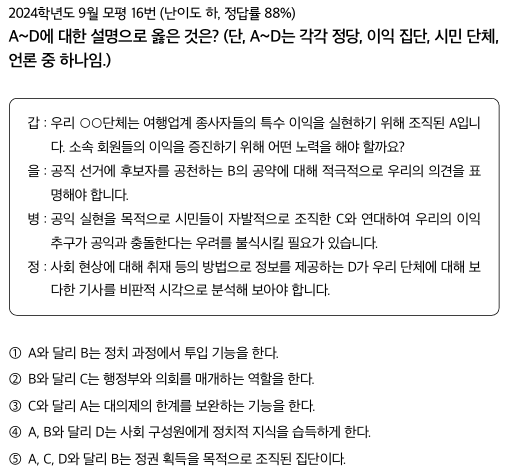 2024학년도 9월 모평 16번 (난이도 하, 정답률 88%)
A~D에 대한 설명으로 옳은 것은? (단, A~D는 각각 정당, 이익 집단, 시민 단체,
언론 중 하나임.)
갑 : 우리 ○○단체는 여행업계 종사자들의 특수 이익을 실현하기 위해 조직된 A입니
다. 소속 회원들의 이익을 증진하기 위해 어떤 노력을 해야 할까요?
을 : 공직 선거에 후보자를 공천하는 B의 공약에 대해 적극적으로 우리의 의견을 표
명해야 합니다.
병 : 공익 실현을 목적으로 시민들이 자발적으로 조직한 C와 연대하여 우리의 이익
추구가 공익과 충돌한다는 우려를 불식시킬 필요가 있습니다.
정 : 사회 현상에 대해 취재 등의 방법으로 정보를 제공하는 D가 우리 단체에 대해 보
다한 기사를 비판적 시각으로 분석해 보아야 합니다.
① A와 달리 B는 정치 과정에서 투입 기능을 한다.
② B와 달리 C는 행정부와 의회를 매개하는 역할을 한다.
③ C와 달리 A는 대의제의 한계를 보완하는 기능을 한다.
④ A, B와 달리 D는 사회 구성원에게 정치적 지식을 습득하게 한다.
⑤ A, C, D와 달리 B는 정권 획득을 목적으로 조직된 집단이다.